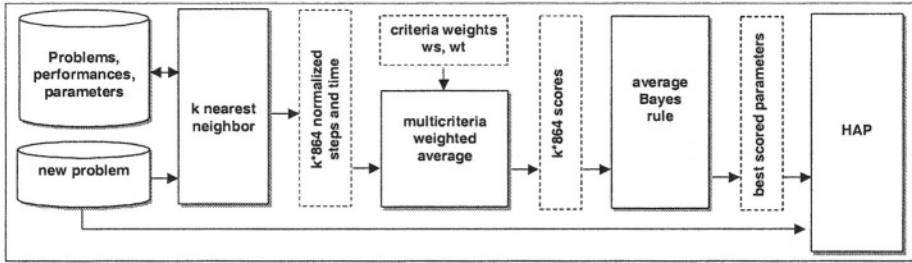 Problems,
performances,
parameters
new problem
k nearest
neighbor
k*864 normalized
steps and time
criteria weights
ws, wt
multicriteria
weighted
average
k*864 scores
average
Bayes
rule
best scored parameters
HAP